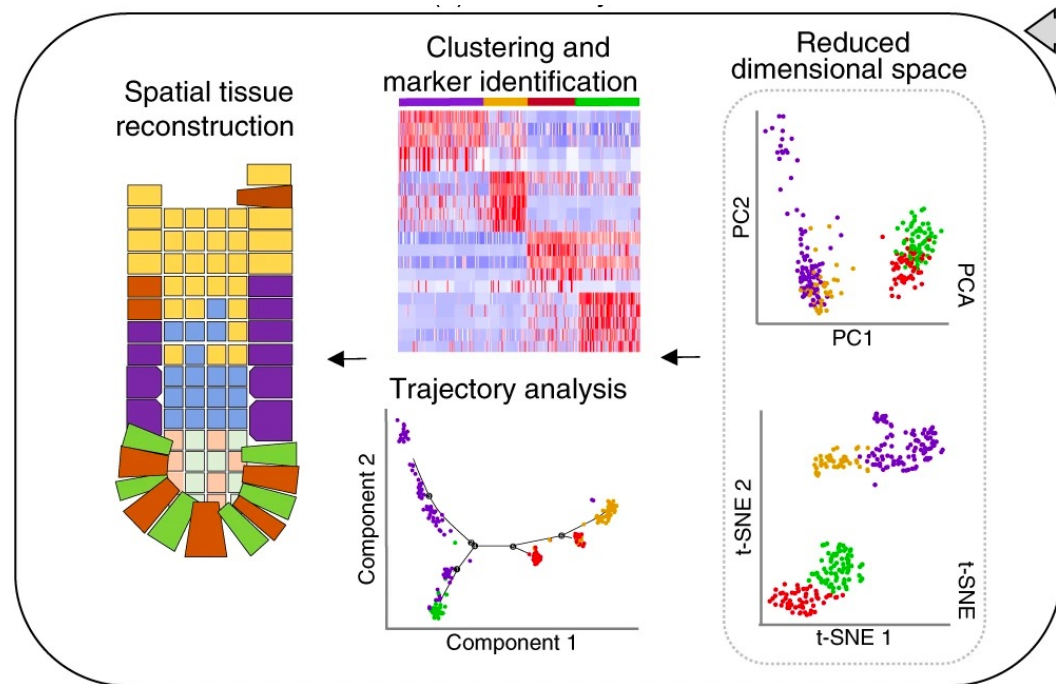 Spatial tissue
reconstruction
Clustering and
marker identification
Trajectory analysis
Component 2
Component 1
Reduced
dimensional space
PC2
PC1
PCA
t-SNE 2
t-SNE 1
t-SNE